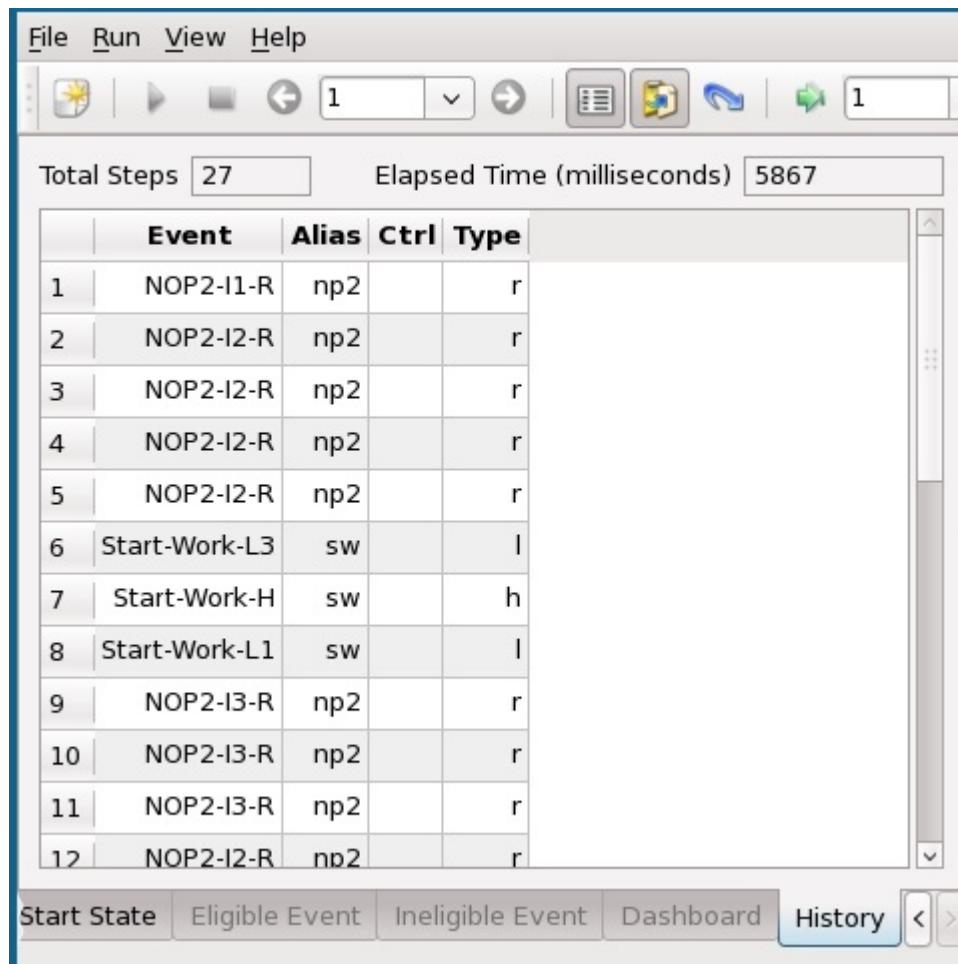 File Run View Help
1 1
Total Steps 27 Elapsed Time (milliseconds) 5867
Event Alias Ctrl Type
1 NOP2-I1-R np2 r
2 NOP2-I2-R np2 r
3 NOP2-I2-R np2 r
4 NOP2-I2-R np2 r
5 NOP2-I2-R np2 r
6 Start-Work-L3 sw l
7 Start-Work-H sw h
8 Start-Work-L1 sw l
9 NOP2-I3-R np2 r
10 NOP2-I3-R np2 r
11 NOP2-I3-R np2 r
12 NOP2-I2-R np2 r
Start State Eligible Event Ineligible Event Dashboard History